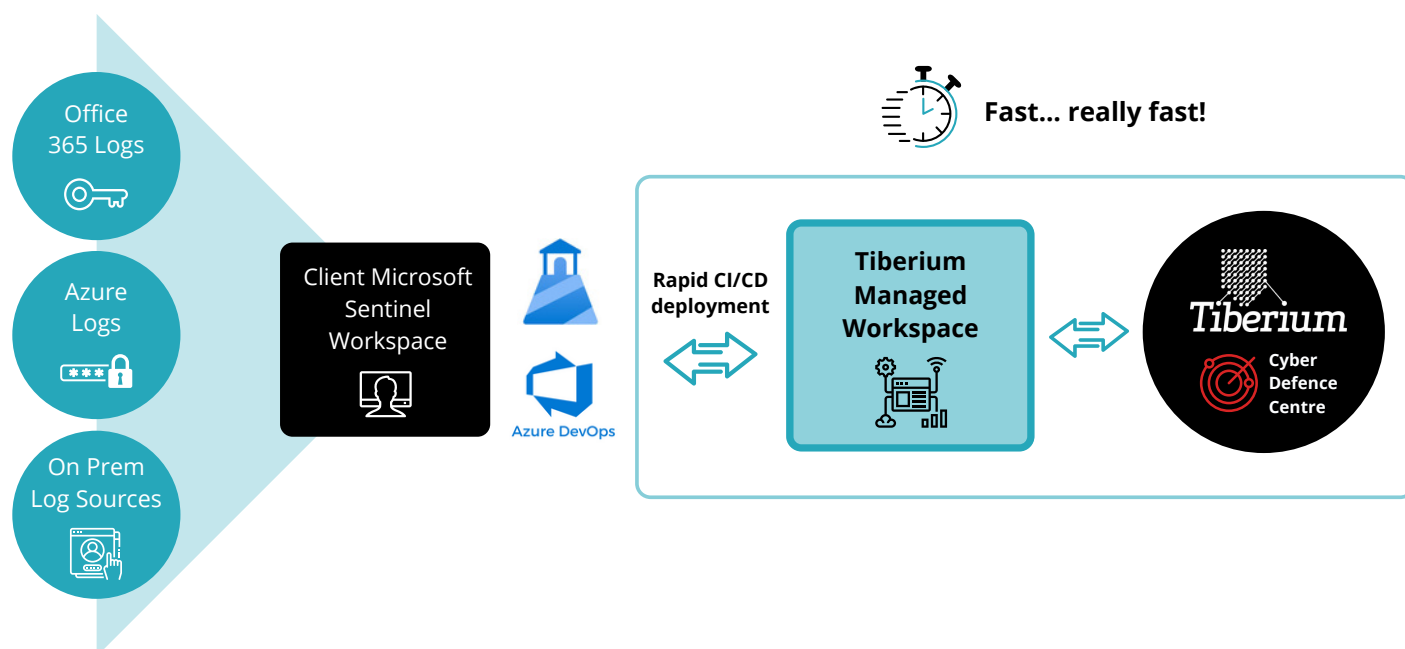 Office
365 Logs
Azure
Logs
***
On Prem
Log Sources
Client Microsoft
Sentinel
Workspace
Azure DevOps
Fast... really fast!
Rapid CI/CD
deployment
Tiberium
Managed
Workspace
Tiberium
Cyber
Defence
Centre